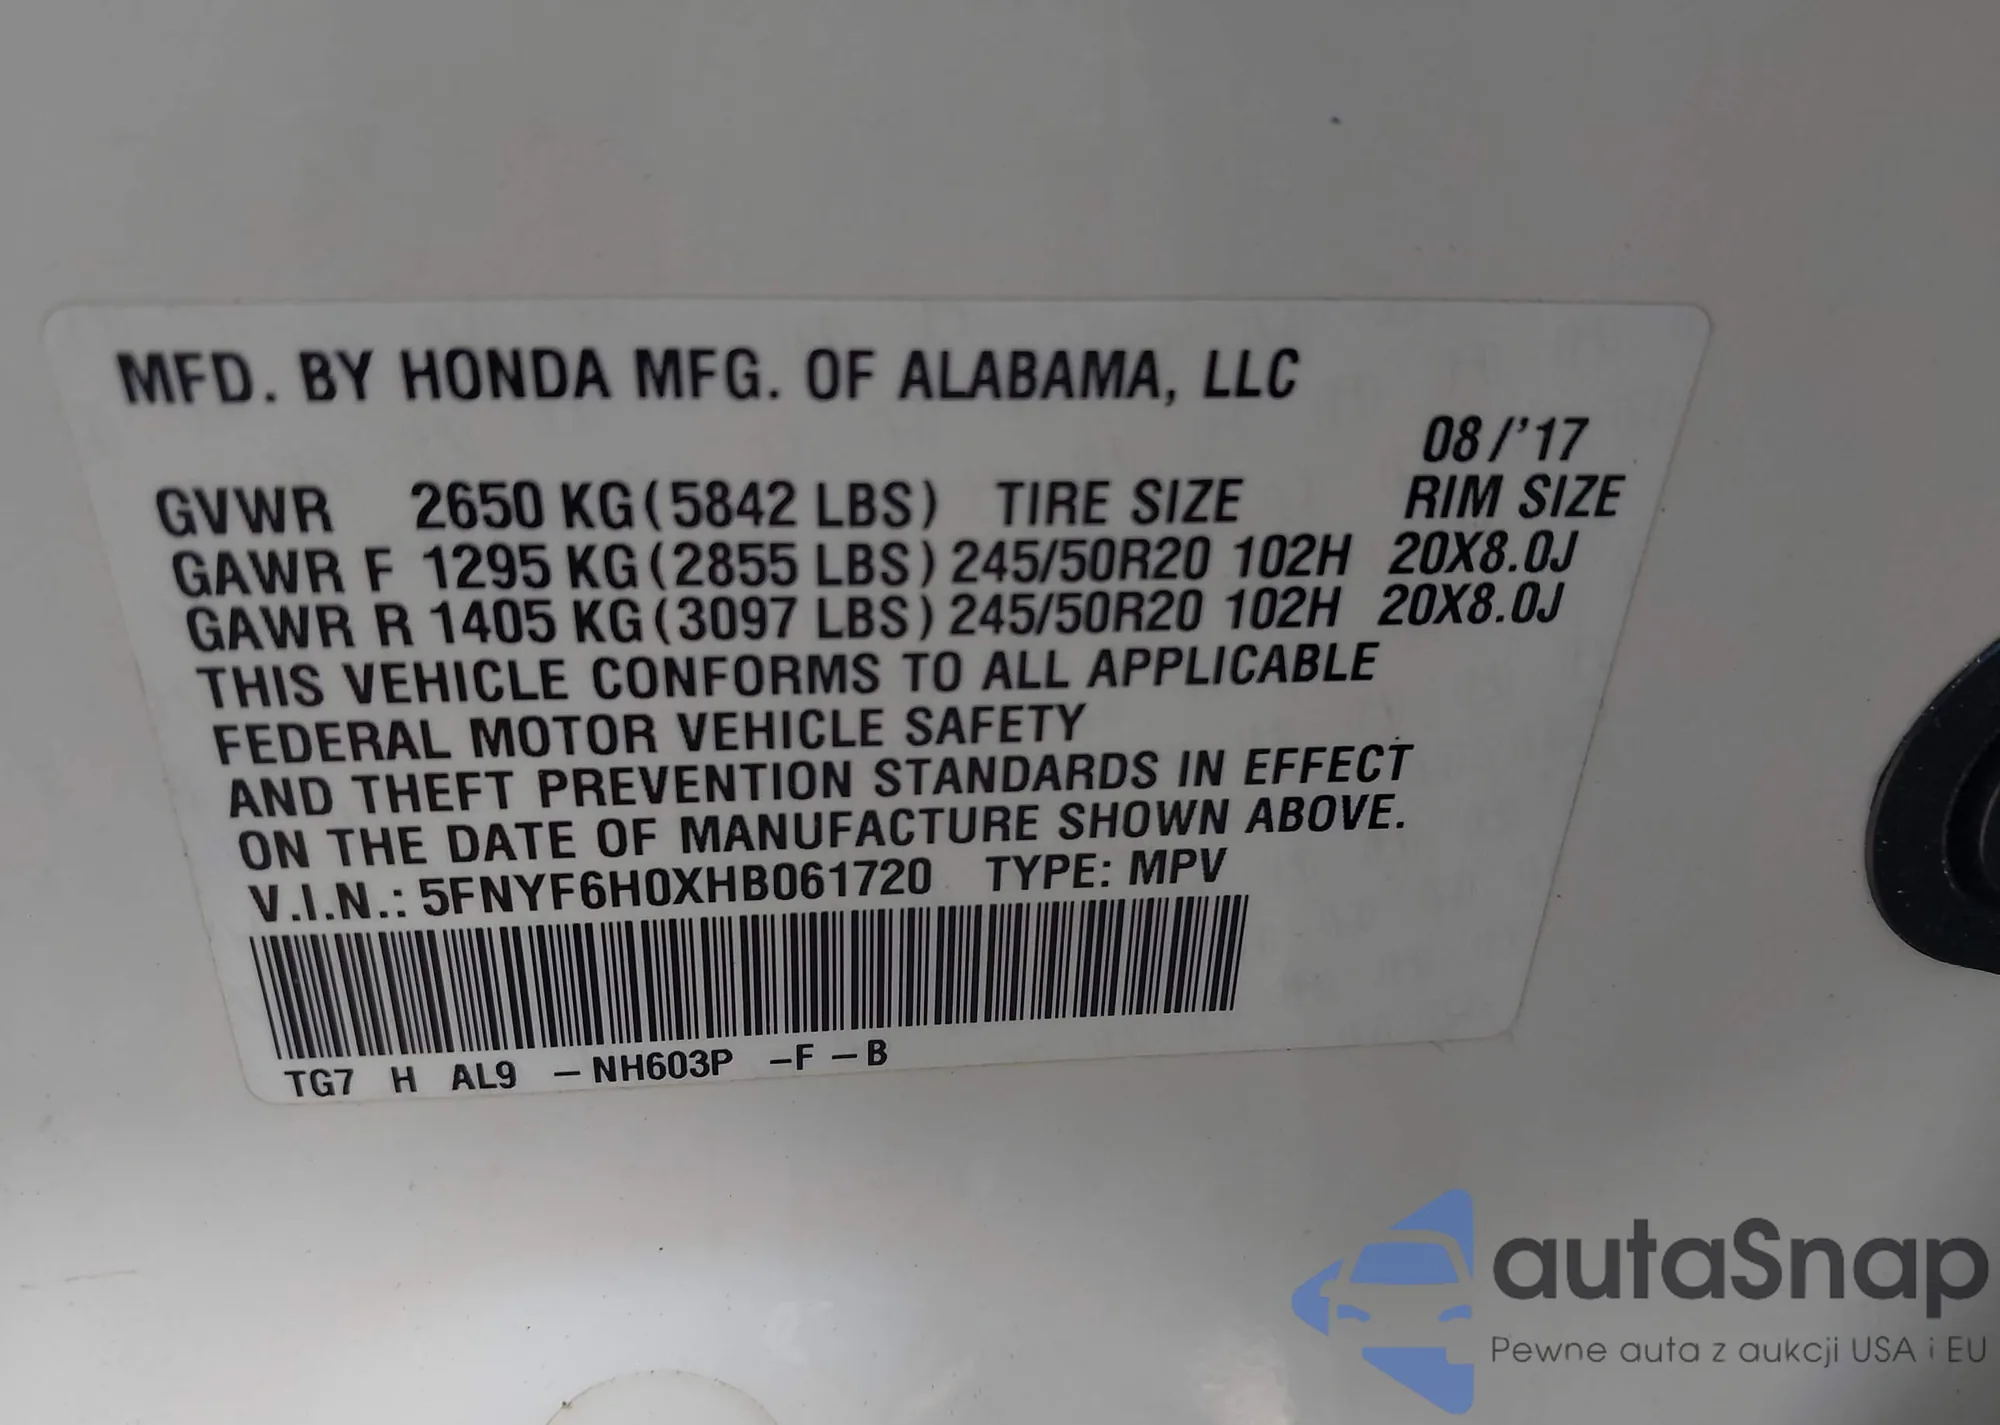 MFD. BY HONDA MFG. OF ALABAMA, LLC
08/'17
GVWR 2650 KG(5842 LBS) TIRE SIZE RIM SIZE
GAWR F 1295 KG(2855 LBS) 245/50R20 102H 20X8.0J
GAWR R 1405 KG(3097 LBS) 245/50R20 102H 20X8.0J
THIS VEHICLE CONFORMS TO ALL APPLICABLE
FEDERAL MOTOR VEHICLE SAFETY
AND THEFT PREVENTION STANDARDS IN EFFECT
ON THE DATE OF MANUFACTURE SHOWN ABOVE.
V.I.N.: 5FNYF6H0XHB061720 TYPE: MPV
TG7 H AL9 -NH603P -F-B
autaSnap
Pewne auta z aukcji USA i EU